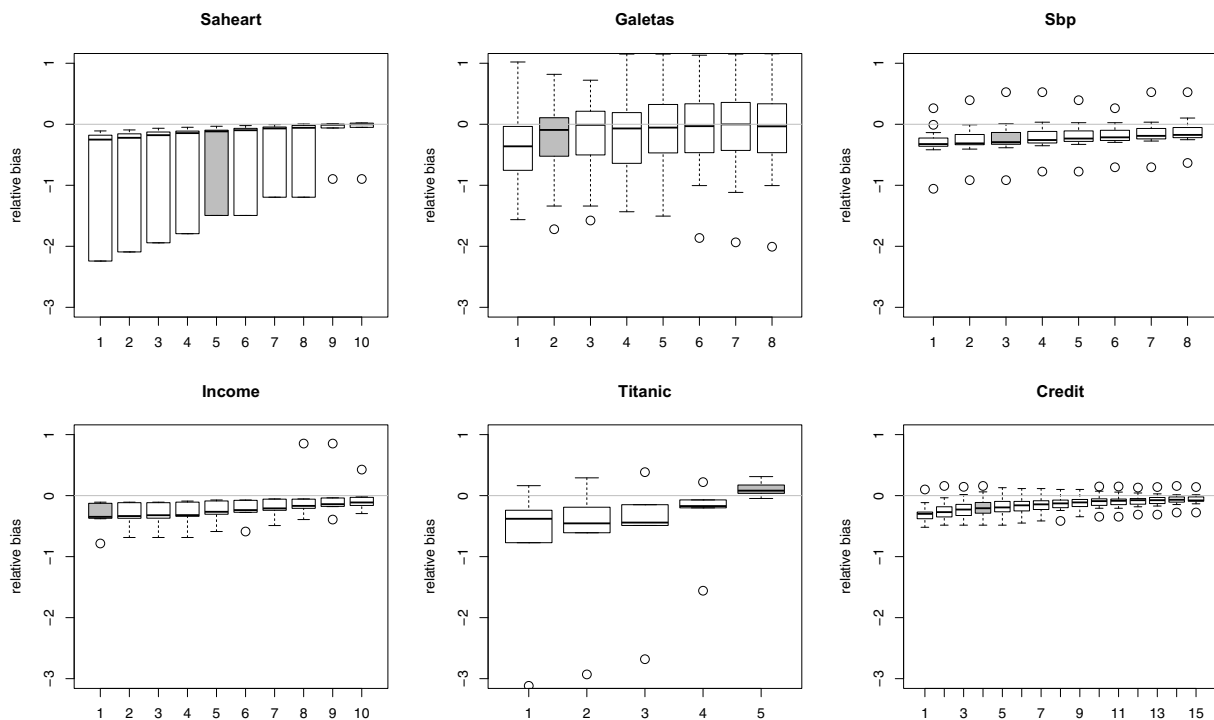 Saheart
relative bias
1
0
−1
−2
−3
1 2 3 4 5 6 7 8 9 10
Galetas
relative bias
1
0
−1
−2
−3
1 2 3 4 5 6 7 8
Sbp
relative bias
1
0
−1
−2
−3
1 2 3 4 5 6 7 8
Income
relative bias
1
0
−1
−2
−3
1 2 3 4 5 6 7 8 9 10
Titanic
relative bias
1
0
−1
−2
−3
1 2 3 4 5
Credit
relative bias
1
0
−1
−2
−3
1 3 5 7 9 11 13 15